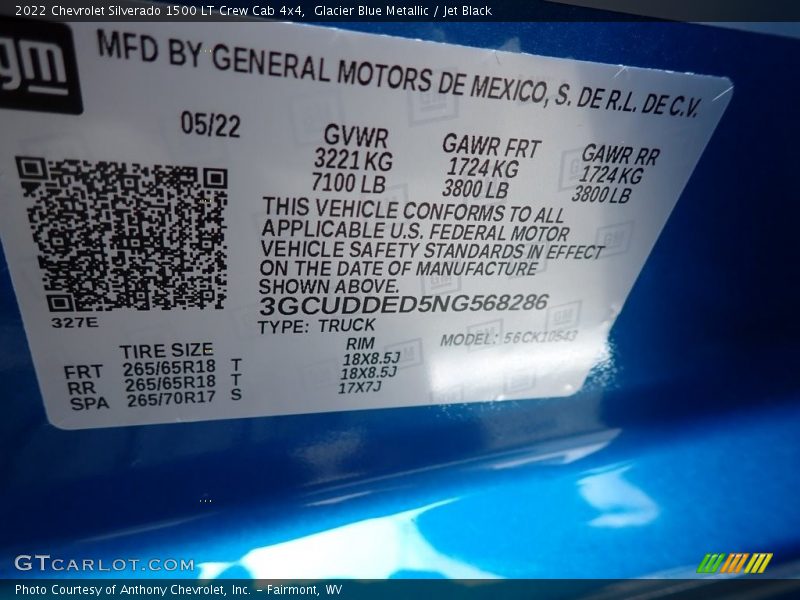 2022 Chevrolet Silverado 1500 LT Crew Cab 4x4,  Glacier Blue Metallic / Jet Black
gm
MFD BY GENERAL MOTORS DE MEXICO, S. DE R.L. DE C.V.
05/22
GVWR GAWR FRT GAWR RR
3221 KG 1724 KG 1724 KG
7100 LB 3800 LB 3800 LB
THIS VEHICLE CONFORMS TO ALL
APPLICABLE U.S. FEDERAL MOTOR
VEHICLE SAFETY STANDARDS IN EFFECT
ON THE DATE OF MANUFACTURE
SHOWN ABOVE.
3GCUDDED5NG568286
327E
TYPE: TRUCK MODEL: 56CK10543
TIRE SIZE RIM
FRT 265/65R18 T 18X8.5J
RR 265/65R18 T 18X8.5J
SPA 265/70R17 S 17X7J
GTCARLOT.COM
Photo Courtesy of Anthony Chevrolet, Inc. – Fairmont, WV